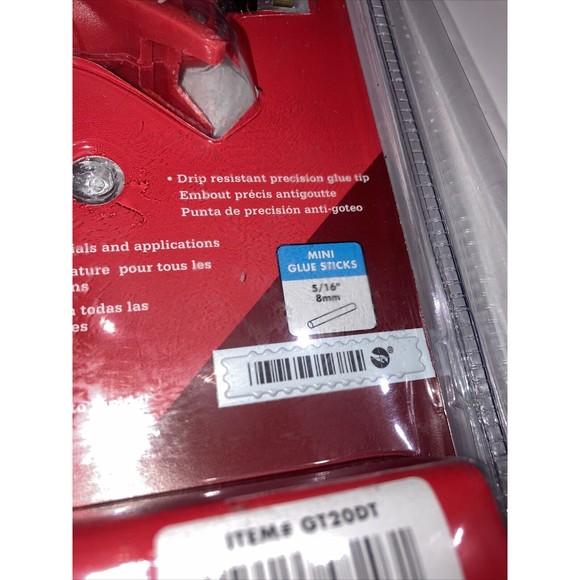 • Drip resistant precision glue tip
Embout précis antigoutte
Punta de precisión anti-goteo
ials and applications
ature pour tous les
ns
n todas las
es
MINI
GLUE STICKS
5/16"
8mm
®
ITEM# GT20DT